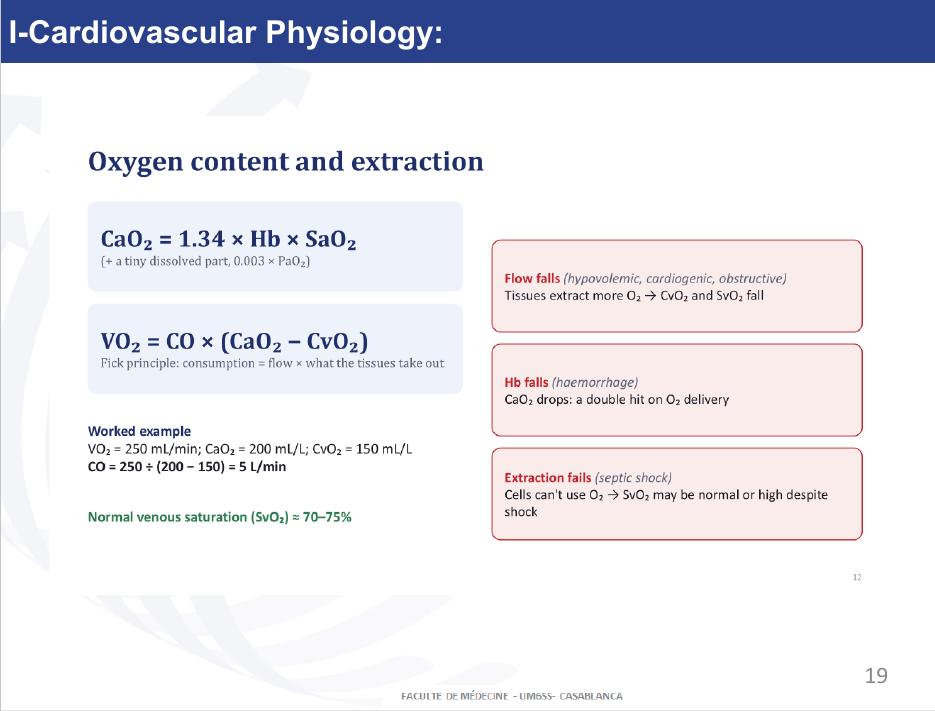 I-Cardiovascular Physiology:
Oxygen content and extraction
CaO₂ = 1.34 × Hb × SaO₂
(+ a tiny dissolved part, 0.003 × PaO₂)
VO₂ = CO × (CaO₂ − CvO₂)
Fick principle: consumption = flow × what the tissues take out
Worked example
VO₂ = 250 mL/min; CaO₂ = 200 mL/L; CvO₂ = 150 mL/L
CO = 250 ÷ (200 − 150) = 5 L/min
Normal venous saturation (SvO₂) ≈ 70–75%
Flow falls (hypovolemic, cardiogenic, obstructive)
Tissues extract more O₂ → CvO₂ and SvO₂ fall
Hb falls (haemorrhage)
CaO₂ drops: a double hit on O₂ delivery
Extraction fails (septic shock)
Cells can't use O₂ → SvO₂ may be normal or high despite
shock
12
19
FACULTE DE MÉDECINE - UM6SS- CASABLANCA